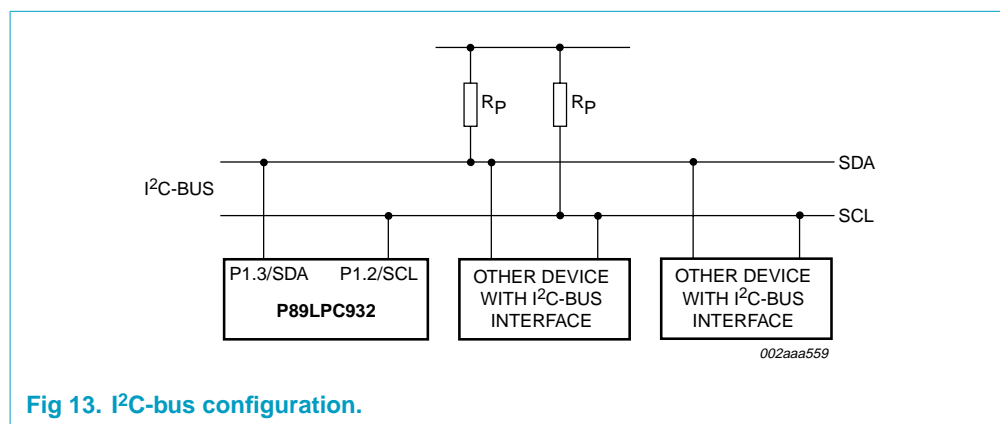 RP RP
SDA
I2C-BUS
SCL
P1.3/SDA P1.2/SCL
P89LPC932
OTHER DEVICE
WITH I2C-BUS
INTERFACE
OTHER DEVICE
WITH I2C-BUS
INTERFACE
002aaa559
Fig 13. I2C-bus configuration.